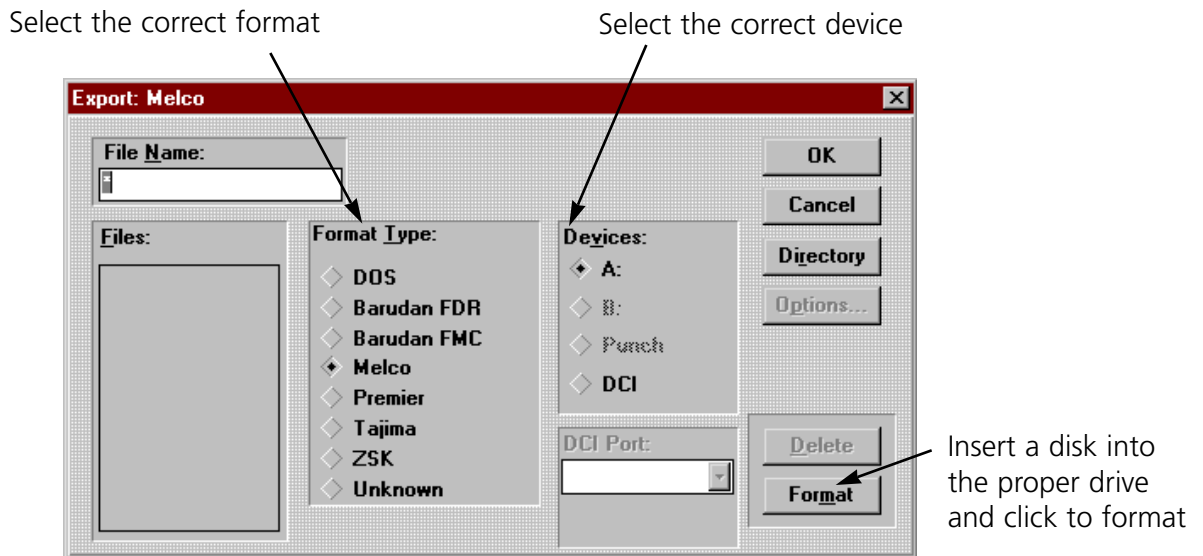 Select the correct format
Select the correct device
Export: Melco
File Name:
*
OK
Cancel
Directory
Options...
Files:
Format Type:
DOS
Barudan FDR
Barudan FMC
Melco
Premier
Tajima
ZSK
Unknown
Devices:
A:
B:
Punch
DCI
DCI Port:
Delete
Format
Insert a disk into
the proper drive
and click to format